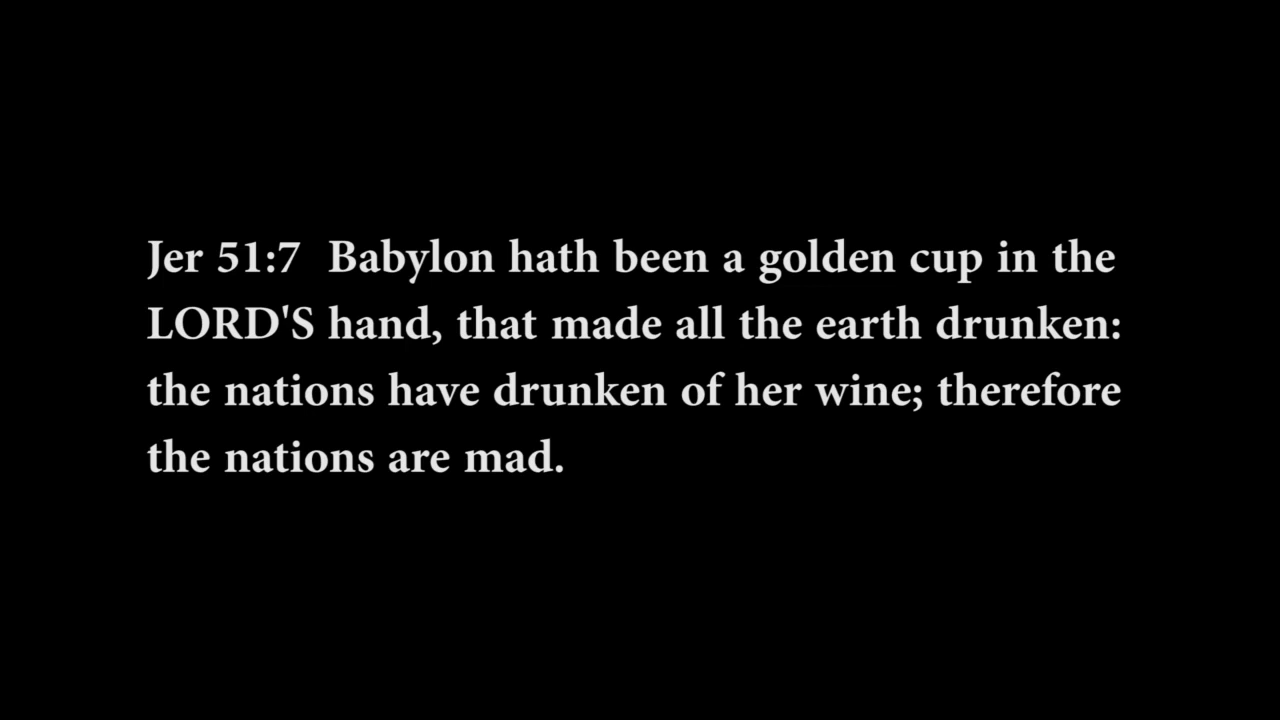 Jer 51:7  Babylon hath been a golden cup in the
LORD'S hand, that made all the earth drunken:
the nations have drunken of her wine; therefore
the nations are mad.